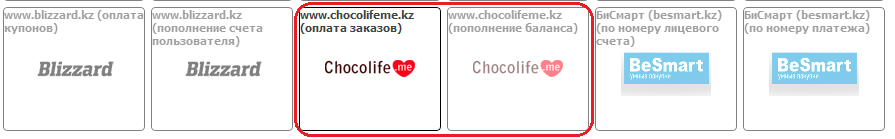 www.blizzard.kz (оплата
купонов)
Blizzard
www.blizzard.kz
(пополнение счета
пользователя)
Blizzard
www.chocolifeme.kz
(оплата заказов)
Chocolife .me
www.chocolifeme.kz
(пополнение баланса)
Chocolife .me
БиСмарт (besmart.kz)
(по номеру лицевого
счета)
BeSmart
умные покупки
БиСмарт (besmart.kz)
(по номеру платежа)
BeSmart
умные покупки